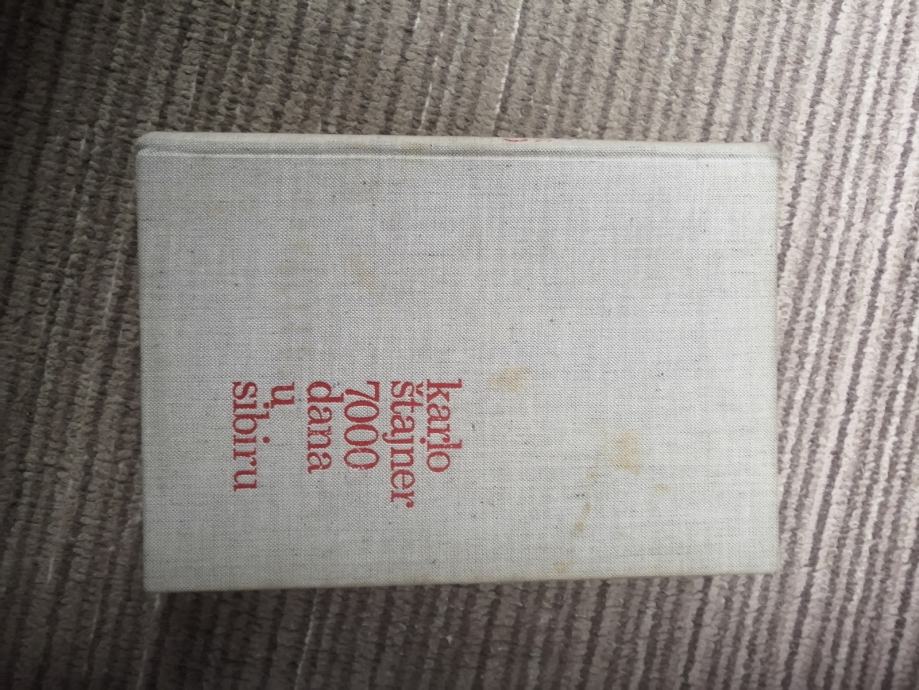 karlo
štajner
7000
dana
u
sibiru